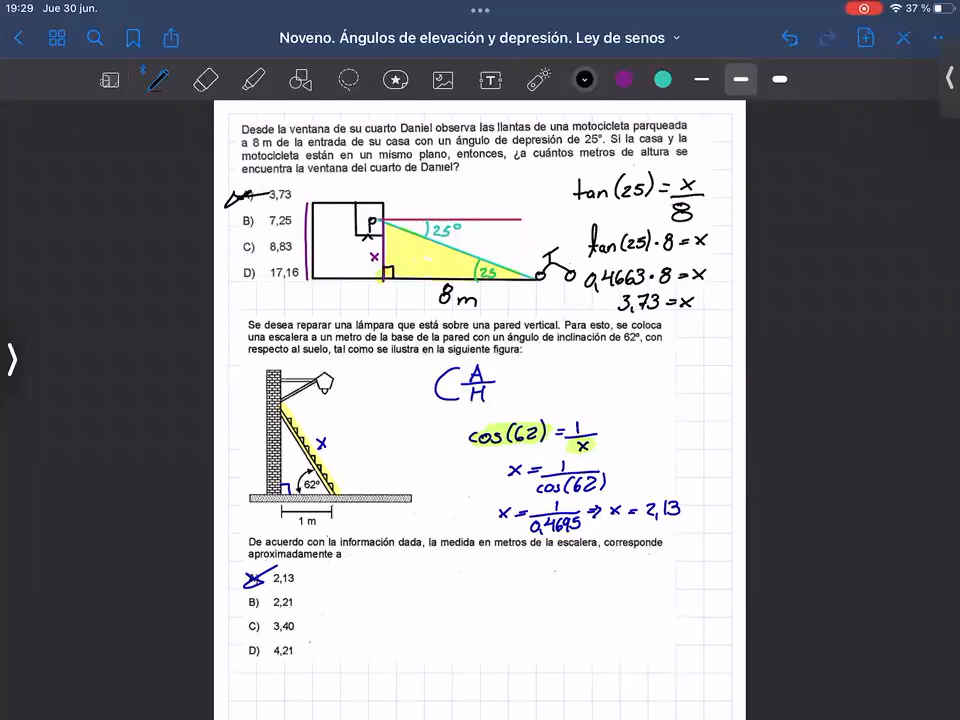 19:29 Jue 30 jun.
37 %
Noveno. Ángulos de elevación y depresión. Ley de senos
Desde la ventana de su cuarto Daniel observa las llantas de una motocicleta parqueada
a 8 m de la entrada de su casa con un ángulo de depresión de 25°. Si la casa y la
motocicleta están en un mismo plano, entonces, ¿a cuántos metros de altura se
encuentra la ventana del cuarto de Daniel?
3,73
B) 7,25
C) 8,83
D) 17,16
25°
x
25
8 m
tan(25) = x/8
tan(25) · 8 = x
0,4663 · 8 = x
3,73 = x
Se desea reparar una lámpara que está sobre una pared vertical. Para esto, se coloca
una escalera a un metro de la base de la pared con un ángulo de inclinación de 62°, con
respecto al suelo, tal como se ilustra en la siguiente figura:
x
62°
1 m
C A/H
cos(62) = 1/x
x = 1/cos(62)
x = 1/0,4695 ⇒ x = 2,13
De acuerdo con la información dada, la medida en metros de la escalera, corresponde
aproximadamente a
2,13
B) 2,21
C) 3,40
D) 4,21